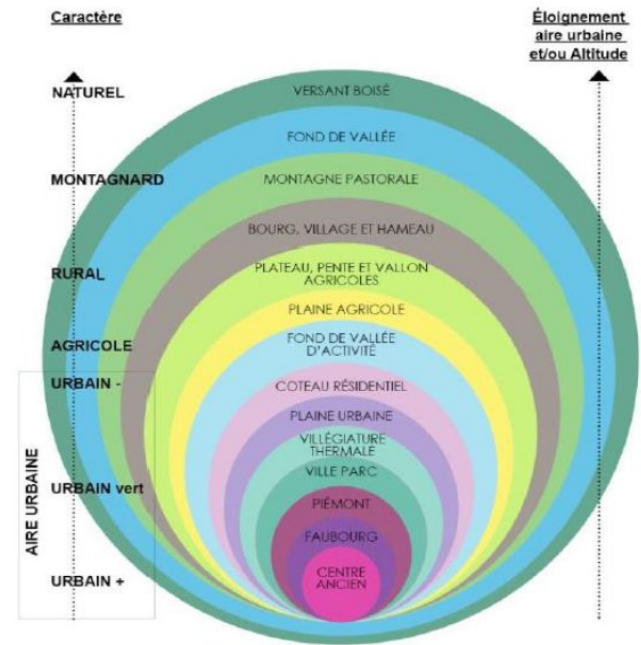 Caractère
Éloignement
aire urbaine
et/ou Altitude
NATUREL
VERSANT BOISÉ
FOND DE VALLÉE
MONTAGNARD
MONTAGNE PASTORALE
BOURG, VILLAGE ET HAMEAU
RURAL
PLATEAU, PENTE ET VALLON
AGRICOLES
PLAINE AGRICOLE
AGRICOLE
FOND DE VALLÉE
D'ACTIVITÉ
URBAIN -
COTEAU RÉSIDENTIEL
PLAINE URBAINE
VILLÉGIATURE
THERMALE
VILLE PARC
URBAIN vert
PIÉMONT
FAUBOURG
CENTRE
ANCIEN
URBAIN +
AIRE URBAINE